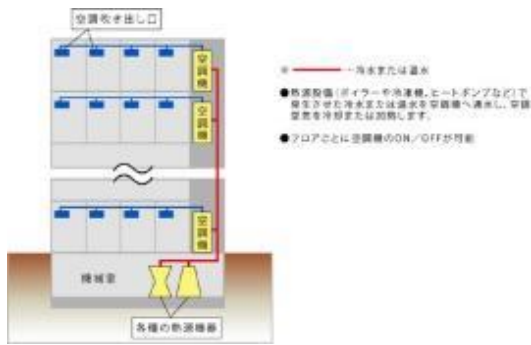 空調吹き出し口
空調機
空調機
空調機
機械室
各種の熱源機器
※ ━━━ …冷水または温水
●熱源設備(ボイラーや冷凍機、ヒートポンプなど)で
発生させた冷水または温水を空調機へ通水し、空調
空気を冷却または加熱します。
●フロアごとに空調機のON/OFFが可能